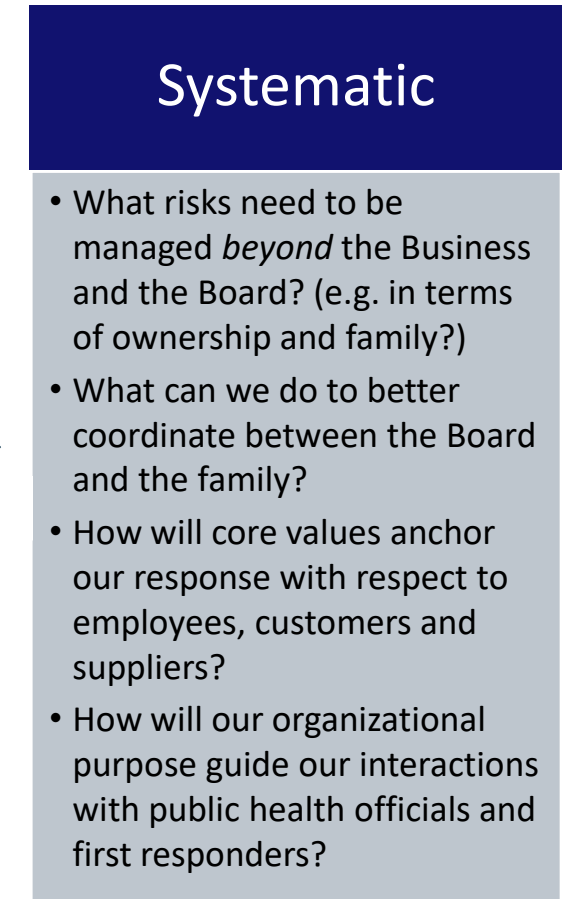 Systematic
• What risks need to be
managed beyond the Business
and the Board? (e.g. in terms
of ownership and family?)
• What can we do to better
coordinate between the Board
and the family?
• How will core values anchor
our response with respect to
employees, customers and
suppliers?
• How will our organizational
purpose guide our interactions
with public health officials and
first responders?